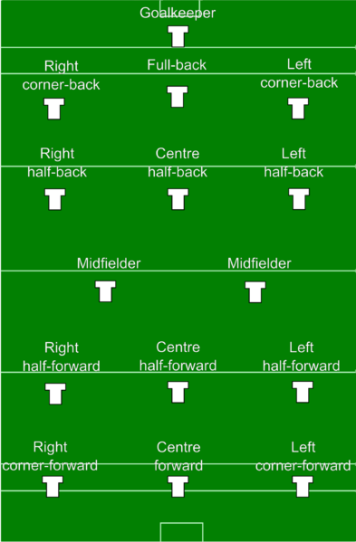 Goalkeeper
Right
corner-back
Full-back
Left
corner-back
Right
half-back
Centre
half-back
Left
half-back
Midfielder
Midfielder
Right
half-forward
Centre
half-forward
Left
half-forward
Right
corner-forward
Centre
forward
Left
corner-forward